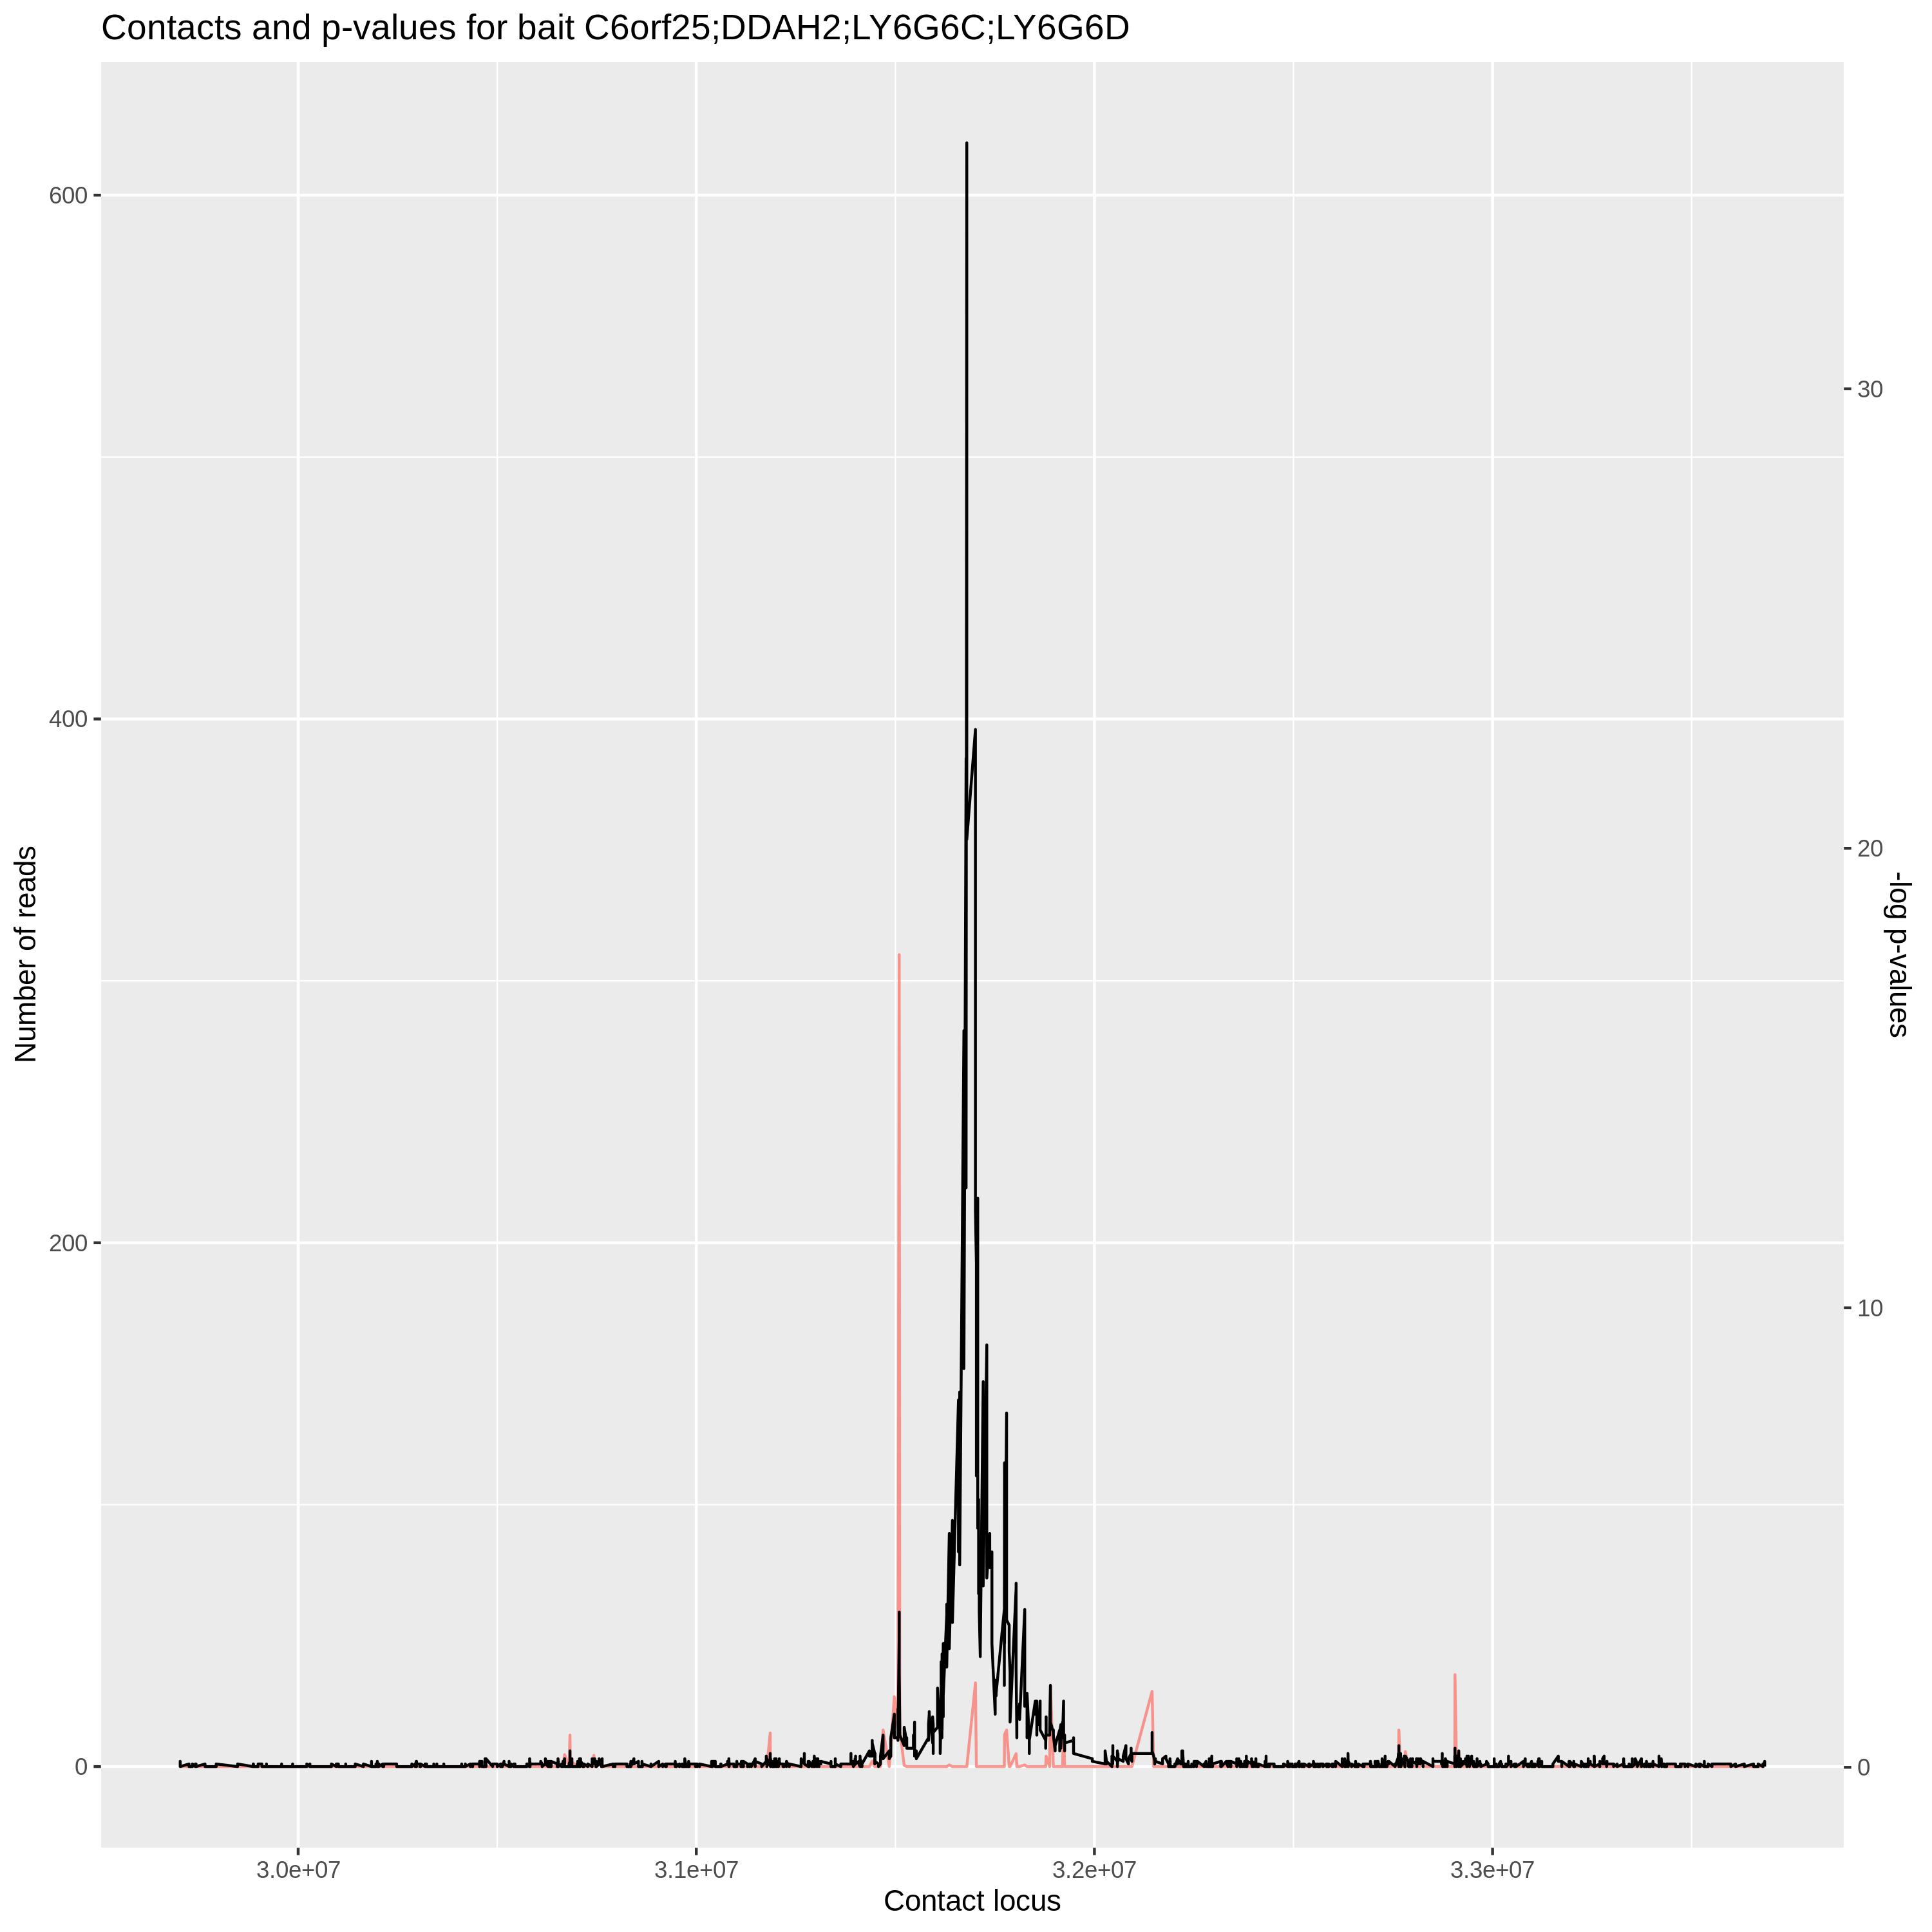 Contacts and p-values for bait C6orf25;DDAH2;LY6G6C;LY6G6D
600
400
200
0
Number of reads
30
20
10
0
-log p-values
3.0e+07
3.1e+07
3.2e+07
3.3e+07
Contact locus